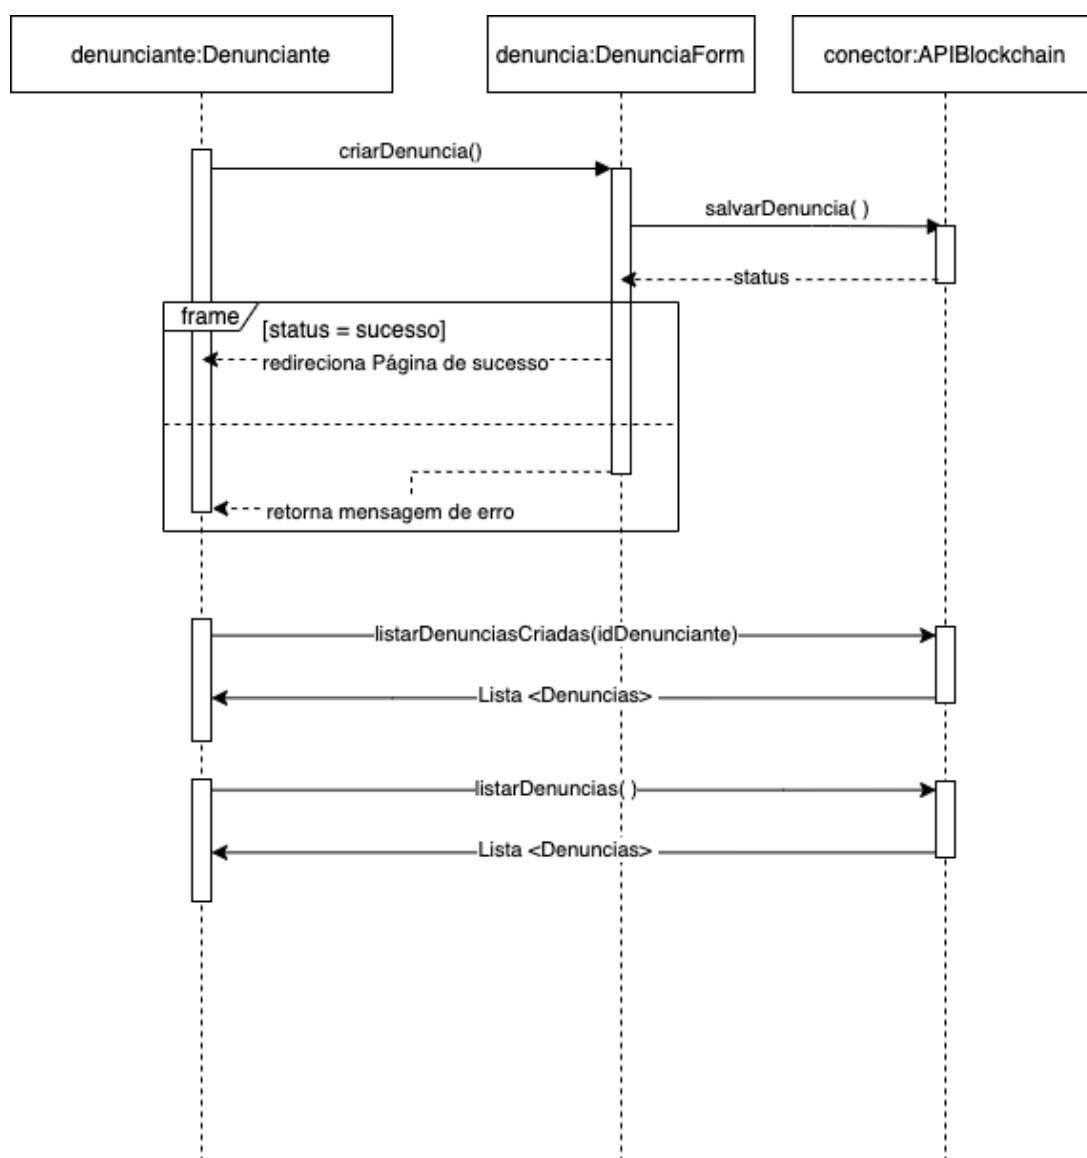 denunciante:Denunciante
denuncia:DenunciaForm
conector:APIBlockchain
criarDenuncia()
salvarDenuncia( )
status
frame
[status = sucesso]
redireciona Página de sucesso
retorna mensagem de erro
listarDenunciasCriadas(idDenunciante)
Lista <Denuncias>
listarDenuncias( )
Lista <Denuncias>